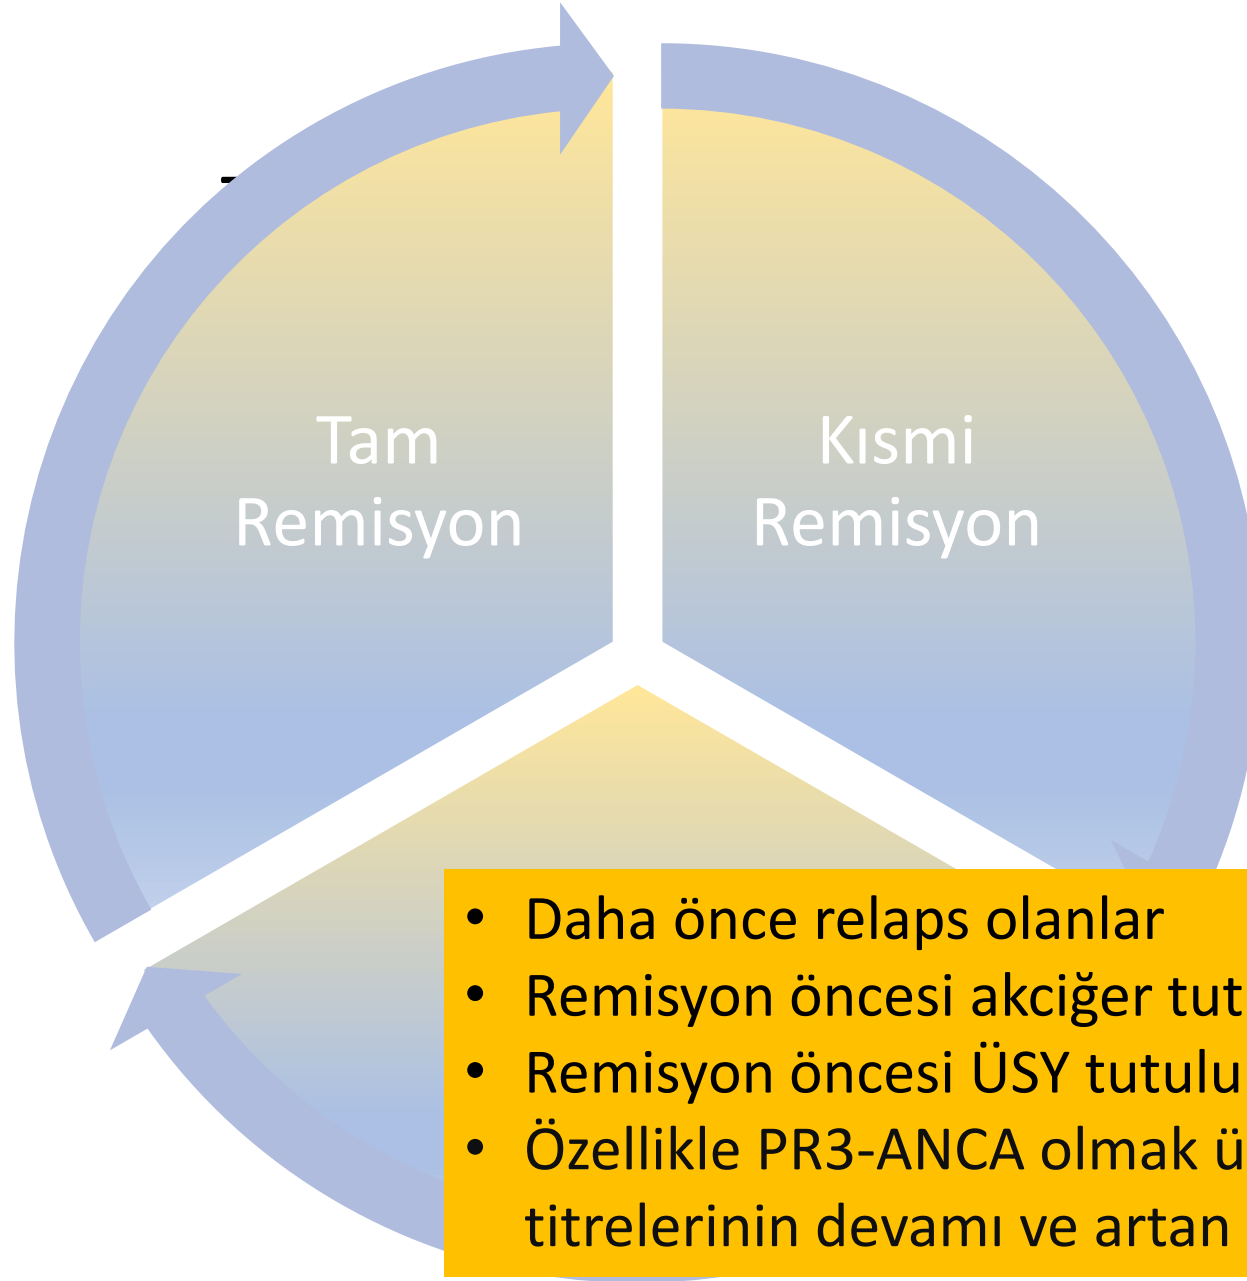 Tam
Remisyon
Kısmi
Remisyon
• Daha önce relaps olanlar
• Remisyon öncesi akciğer tut
• Remisyon öncesi ÜSY tutulu
• Özellikle PR3-ANCA olmak ü
titrelerinin devamı ve artan